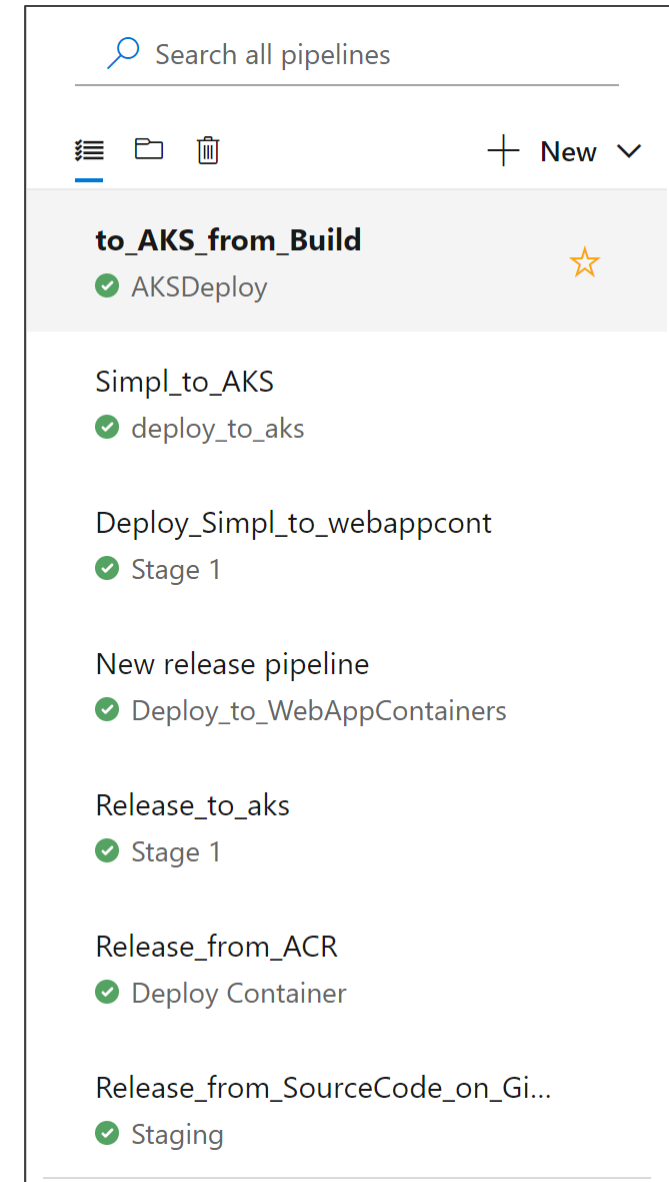 Search all pipelines
New
to_AKS_from_Build
AKSDeploy
Simpl_to_AKS
deploy_to_aks
Deploy_Simpl_to_webappcont
Stage 1
New release pipeline
Deploy_to_WebAppContainers
Release_to_aks
Stage 1
Release_from_ACR
Deploy Container
Release_from_SourceCode_on_Gi...
Staging